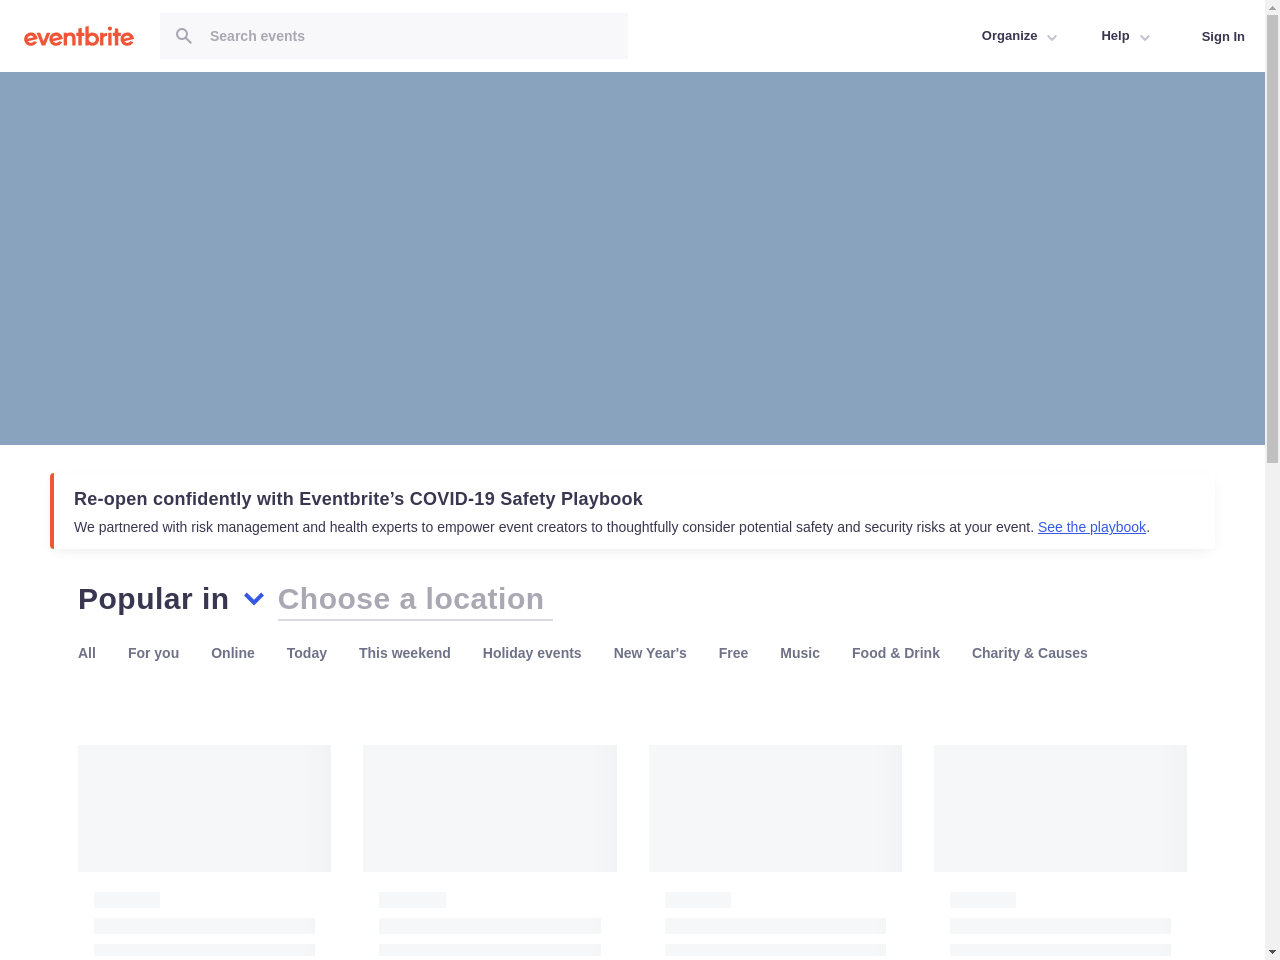 eventbrite
Search events
Organize
Help
Sign In
Re-open confidently with Eventbrite’s COVID-19 Safety Playbook
We partnered with risk management and health experts to empower event creators to thoughtfully consider potential safety and security risks at your event. See the playbook.
Popular in Choose a location
All For you Online Today This weekend Holiday events New Year's Free Music Food & Drink Charity & Causes